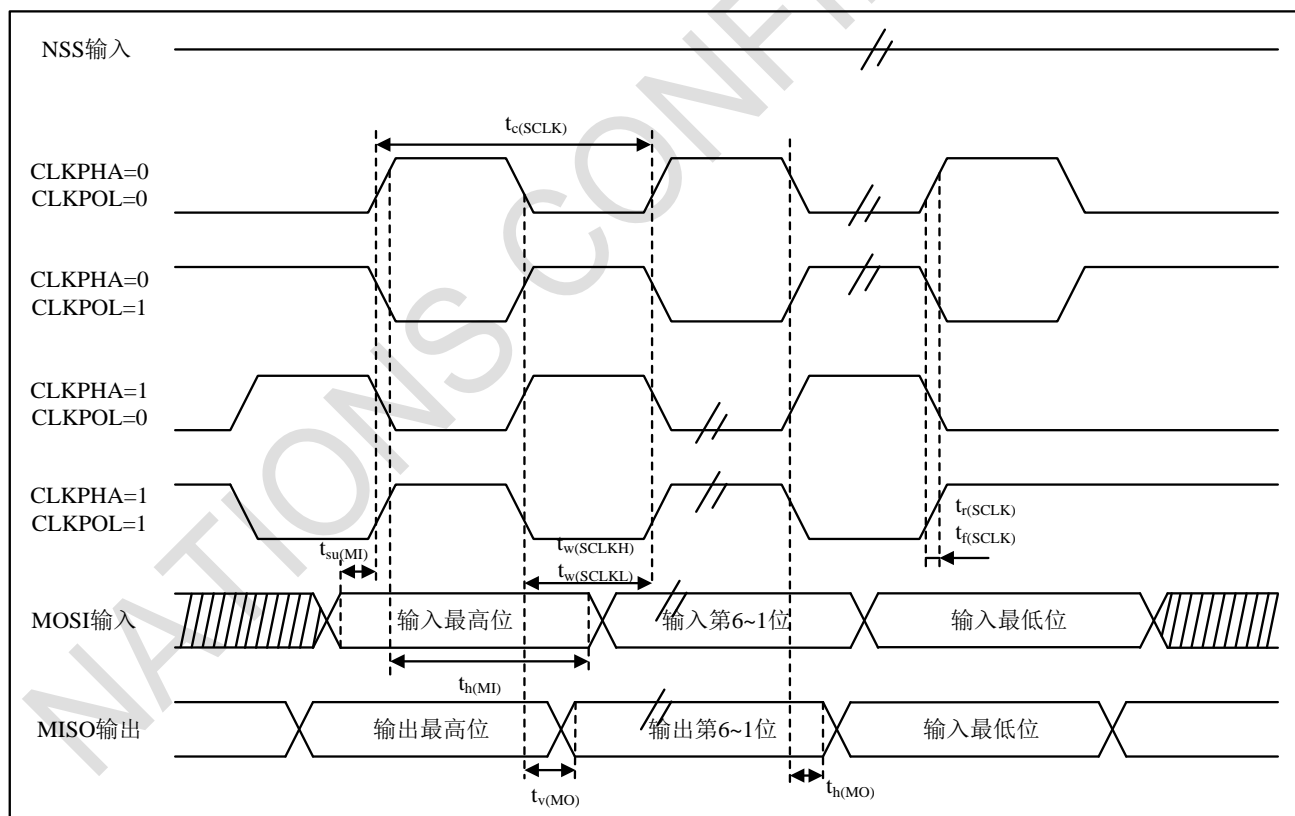 NSS输入
t_c(SCLK)
CLKPHA=0
CLKPOL=0
CLKPHA=0
CLKPOL=1
CLKPHA=1
CLKPOL=0
CLKPHA=1
CLKPOL=1
t_r(SCLK)
t_f(SCLK)
t_su(MI)
t_w(SCLKH)
t_w(SCLKL)
MOSI输入
输入最高位
输入第6~1位
输入最低位
t_h(MI)
MISO输出
输出最高位
输出第6~1位
输入最低位
t_v(MO)
t_h(MO)
NATIONS CONF